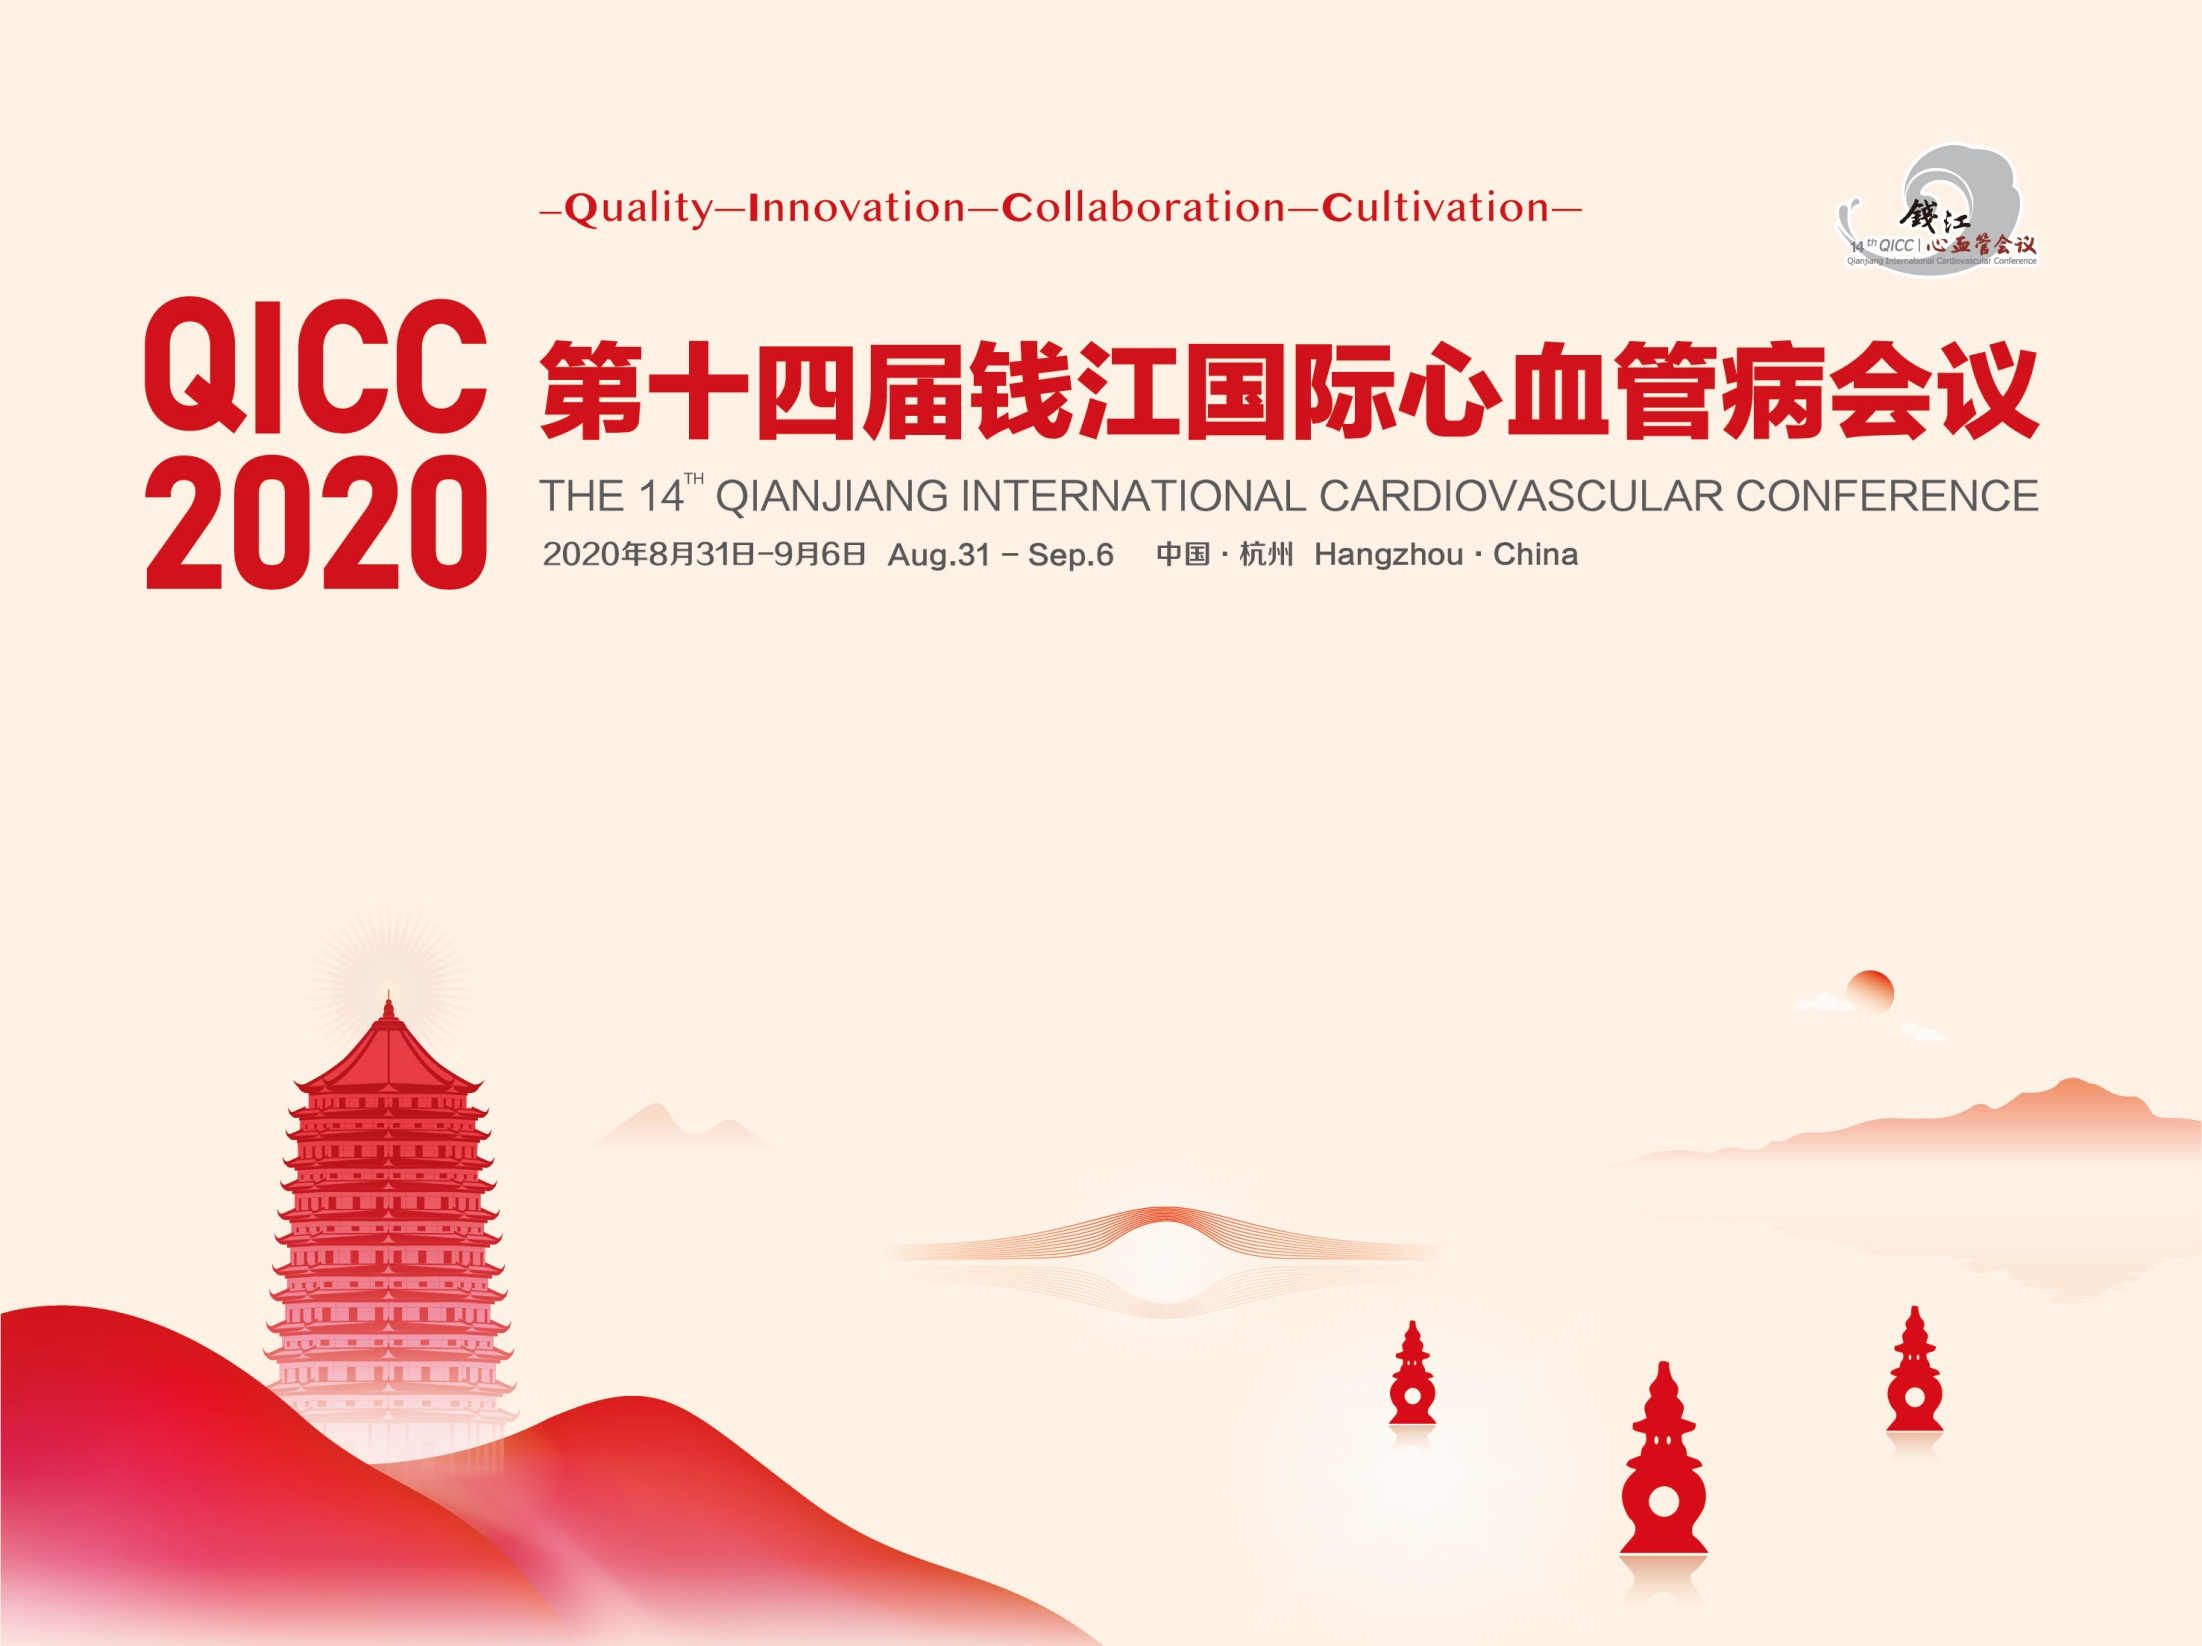 —Quality—Innovation—Collaboration—Cultivation—
钱江
14th QICC | 心血管会议
Qianjiang International Cardiovascular Conference
QICC
2020
第十四届钱江国际心血管病会议
THE 14TH QIANJIANG INTERNATIONAL CARDIOVASCULAR CONFERENCE
2020年8月31日-9月6日 Aug.31 – Sep.6 中国·杭州 Hangzhou·China